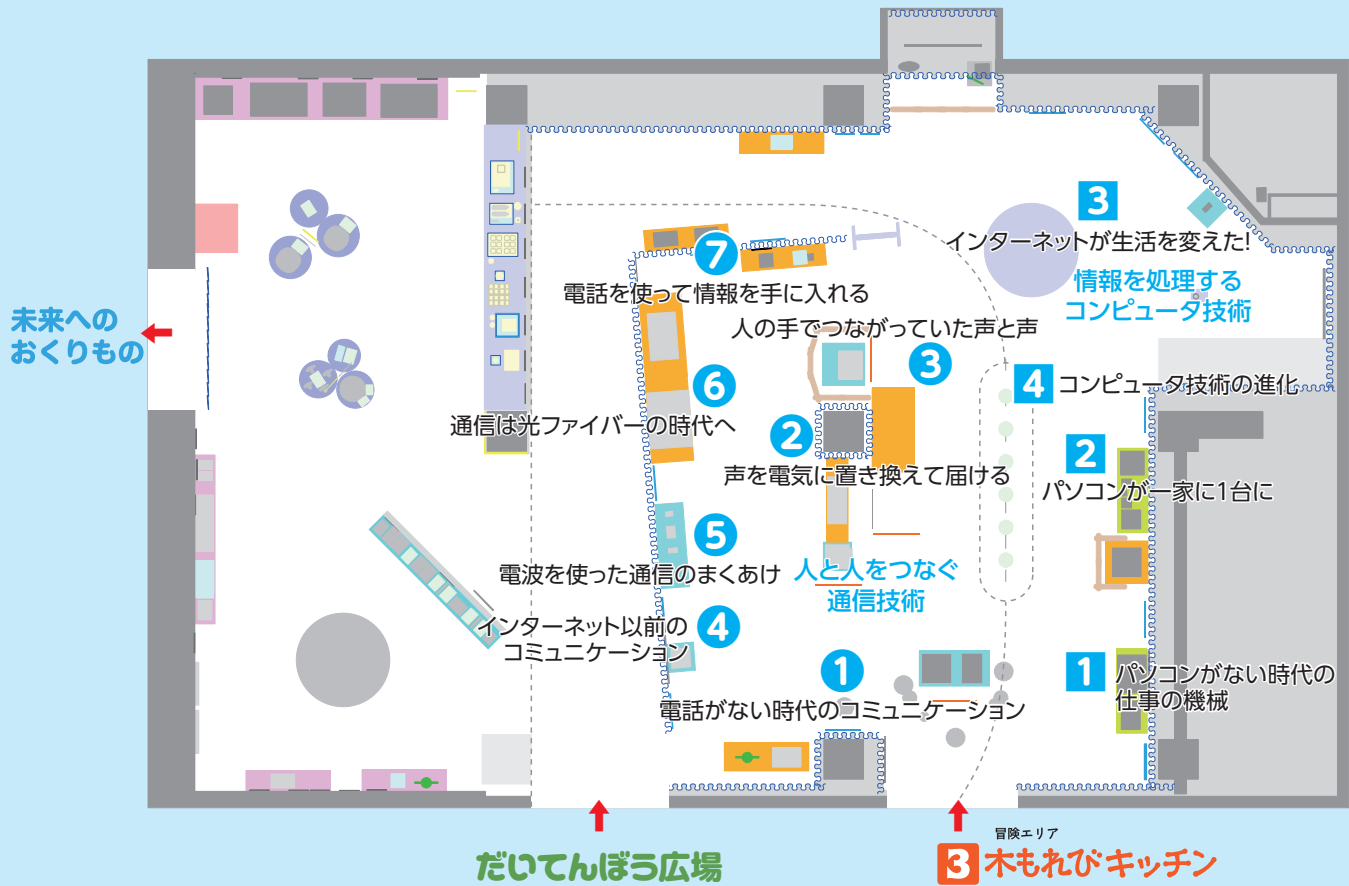 3
インターネットが生活を変えた!
情報を処理する
コンピュータ技術
未来への
おくりもの
7
電話を使って情報を手に入れる
人の手でつながっていた声と声
3
6
通信は光ファイバーの時代へ
2
声を電気に置き換えて届ける
4 コンピュータ技術の進化
2
パソコンが一家に1台に
5
電波を使った通信のまくあけ
人と人をつなぐ
通信技術
インターネット以前の
コミュニケーション
4
1
電話がない時代のコミュニケーション
1 パソコンがない時代の
仕事の機械
だいてんぼう広場
冒険エリア
3 木もれびキッチン